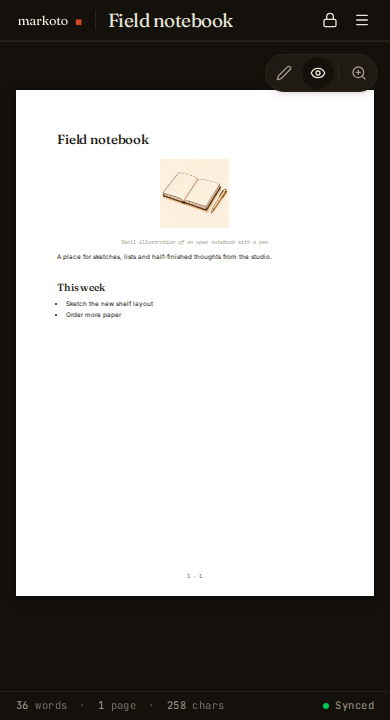 markoto
Field notebook
Field notebook
Small illustration of an open notebook with a pen
A place for sketches, lists and half-finished thoughts from the studio.
This week
• Sketch the new shelf layout
• Order more paper
1 - 1
36 words · 1 page · 258 chars
Synced